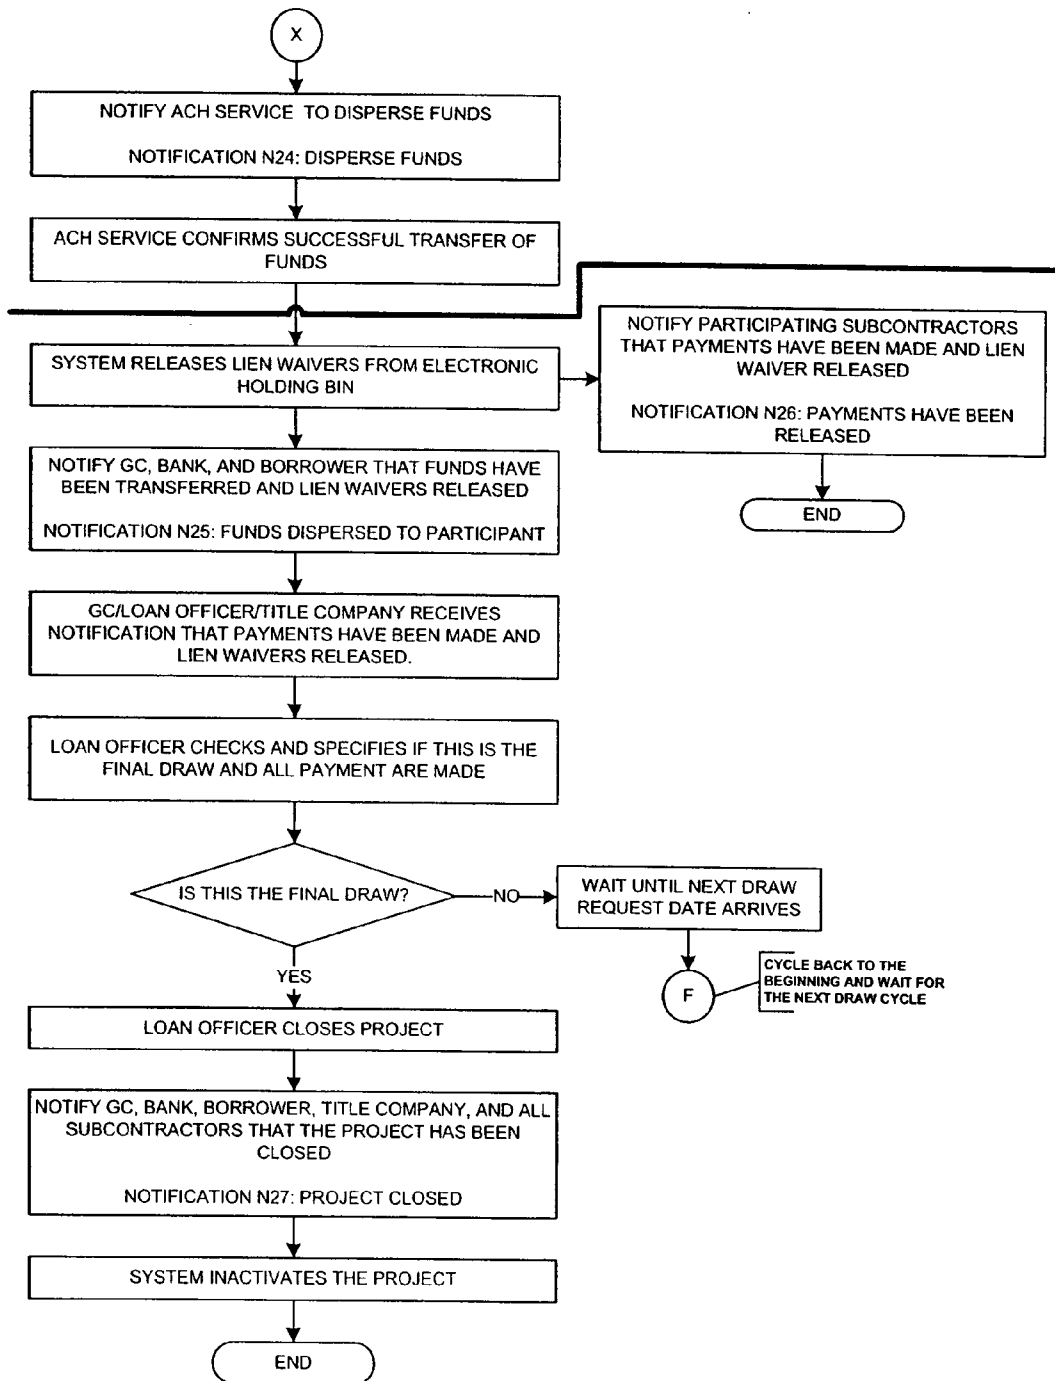 X
NOTIFY ACH SERVICE TO DISPERSE FUNDS
NOTIFICATION N24: DISPERSE FUNDS
ACH SERVICE CONFIRMS SUCCESSFUL TRANSFER OF
FUNDS
SYSTEM RELEASES LIEN WAIVERS FROM ELECTRONIC
HOLDING BIN
NOTIFY PARTICIPATING SUBCONTRACTORS
THAT PAYMENTS HAVE BEEN MADE AND LIEN
WAIVER RELEASED
NOTIFICATION N26: PAYMENTS HAVE BEEN
RELEASED
END
NOTIFY GC, BANK, AND BORROWER THAT FUNDS HAVE
BEEN TRANSFERRED AND LIEN WAIVERS RELEASED
NOTIFICATION N25: FUNDS DISPERSED TO PARTICIPANT
GC/LOAN OFFICER/TITLE COMPANY RECEIVES
NOTIFICATION THAT PAYMENTS HAVE BEEN MADE AND
LIEN WAIVERS RELEASED.
LOAN OFFICER CHECKS AND SPECIFIES IF THIS IS THE
FINAL DRAW AND ALL PAYMENT ARE MADE
IS THIS THE FINAL DRAW?
NO
WAIT UNTIL NEXT DRAW
REQUEST DATE ARRIVES
F
CYCLE BACK TO THE
BEGINNING AND WAIT FOR
THE NEXT DRAW CYCLE
YES
LOAN OFFICER CLOSES PROJECT
NOTIFY GC, BANK, BORROWER, TITLE COMPANY, AND ALL
SUBCONTRACTORS THAT THE PROJECT HAS BEEN
CLOSED
NOTIFICATION N27: PROJECT CLOSED
SYSTEM INACTIVATES THE PROJECT
END